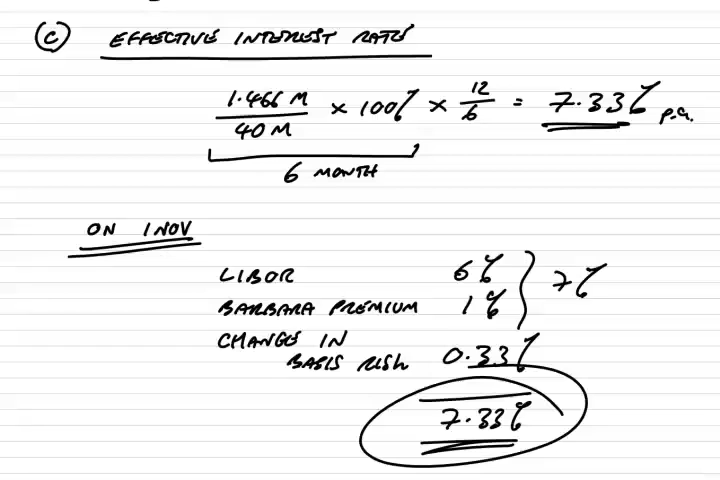 (C) EFFECTIVE INTEREST RATE
1.466 M / 40 M × 100% × 12/6 = 7.33% p.a.
6 MONTH
ON 1 NOV
LIBOR 6%
BARBARA PREMIUM 1% } 7%
CHANGE IN
BASIS RISK 0.33%
7.33%